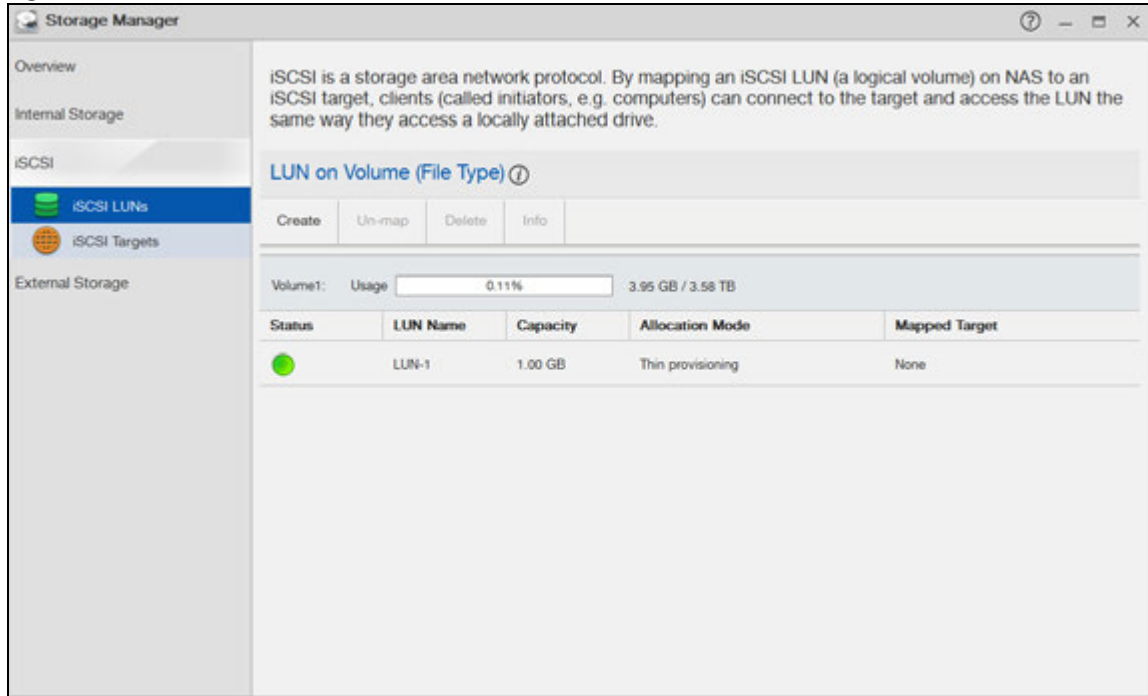 Storage Manager
Overview
Internal Storage
iSCSI
iSCSI LUNs
iSCSI Targets
External Storage
iSCSI is a storage area network protocol. By mapping an iSCSI LUN (a logical volume) on NAS to an
iSCSI target, clients (called initiators, e.g. computers) can connect to the target and access the LUN the
same way they access a locally attached drive.
LUN on Volume (File Type)
Create Un-map Delete Info
Volume1: Usage 0.11% 3.95 GB / 3.58 TB
Status LUN Name Capacity Allocation Mode Mapped Target
LUN-1 1.00 GB Thin provisioning None